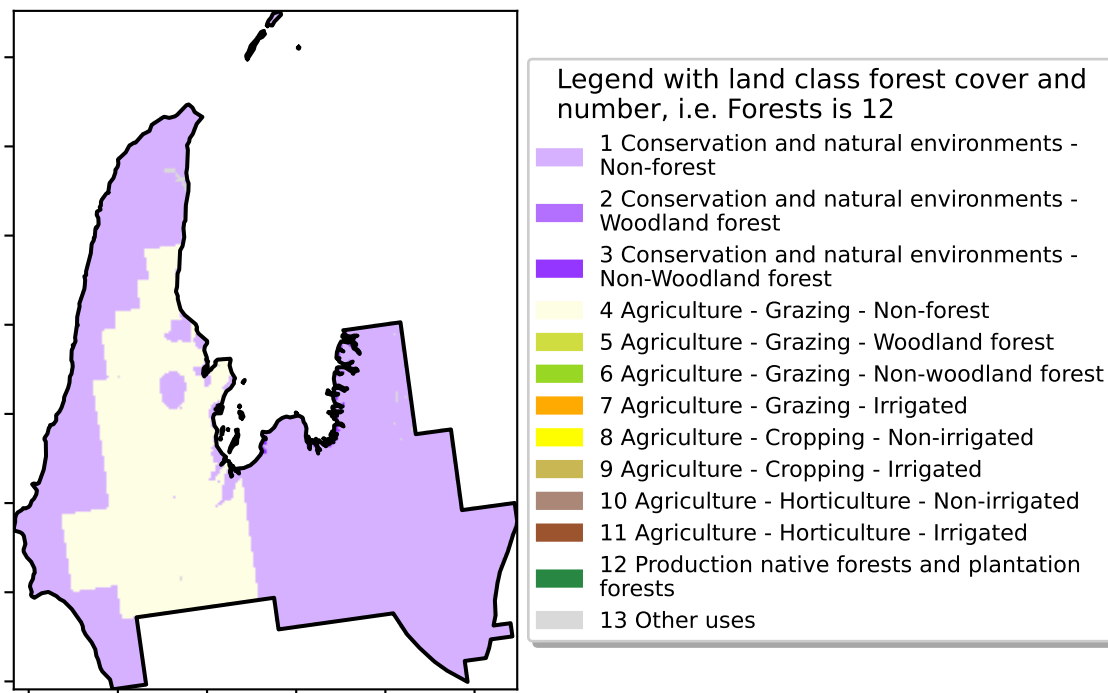 Legend with land class forest cover and
number, i.e. Forests is 12
1 Conservation and natural environments -
Non-forest
2 Conservation and natural environments -
Woodland forest
3 Conservation and natural environments -
Non-Woodland forest
4 Agriculture - Grazing - Non-forest
5 Agriculture - Grazing - Woodland forest
6 Agriculture - Grazing - Non-woodland forest
7 Agriculture - Grazing - Irrigated
8 Agriculture - Cropping - Non-irrigated
9 Agriculture - Cropping - Irrigated
10 Agriculture - Horticulture - Non-irrigated
11 Agriculture - Horticulture - Irrigated
12 Production native forests and plantation
forests
13 Other uses